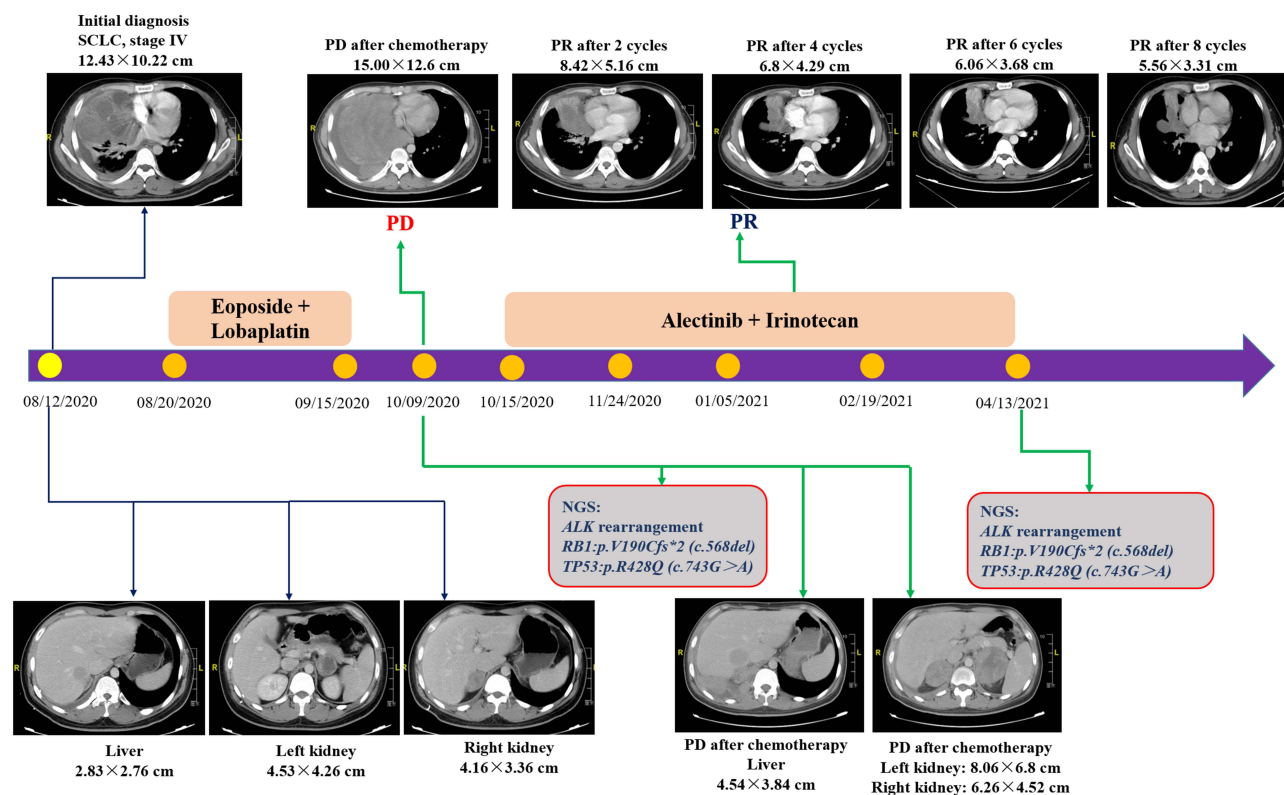 Initial diagnosis
SCLC, stage IV
12.43×10.22 cm
PD after chemotherapy
15.00×12.6 cm
PR after 2 cycles
8.42×5.16 cm
PR after 4 cycles
6.8×4.29 cm
PR after 6 cycles
6.06×3.68 cm
PR after 8 cycles
5.56×3.31 cm
R
L
R
L
R
L
R
L
R
L
R
L
PD
PR
Eoposide +
Lobaplatin
Alectinib + Irinotecan
08/12/2020
08/20/2020
09/15/2020
10/09/2020
10/15/2020
11/24/2020
01/05/2021
02/19/2021
04/13/2021
NGS:
ALK rearrangement
RB1:p.V190Cfs*2 (c.568del)
TP53:p.R428Q (c.743G>A)
NGS:
ALK rearrangement
RB1:p.V190Cfs*2 (c.568del)
TP53:p.R428Q (c.743G>A)
R
L
R
L
R
L
R
L
R
L
Liver
2.83×2.76 cm
Left kidney
4.53×4.26 cm
Right kidney
4.16×3.36 cm
PD after chemotherapy
Liver
4.54×3.84 cm
PD after chemotherapy
Left kidney: 8.06×6.8 cm
Right kidney: 6.26×4.52 cm